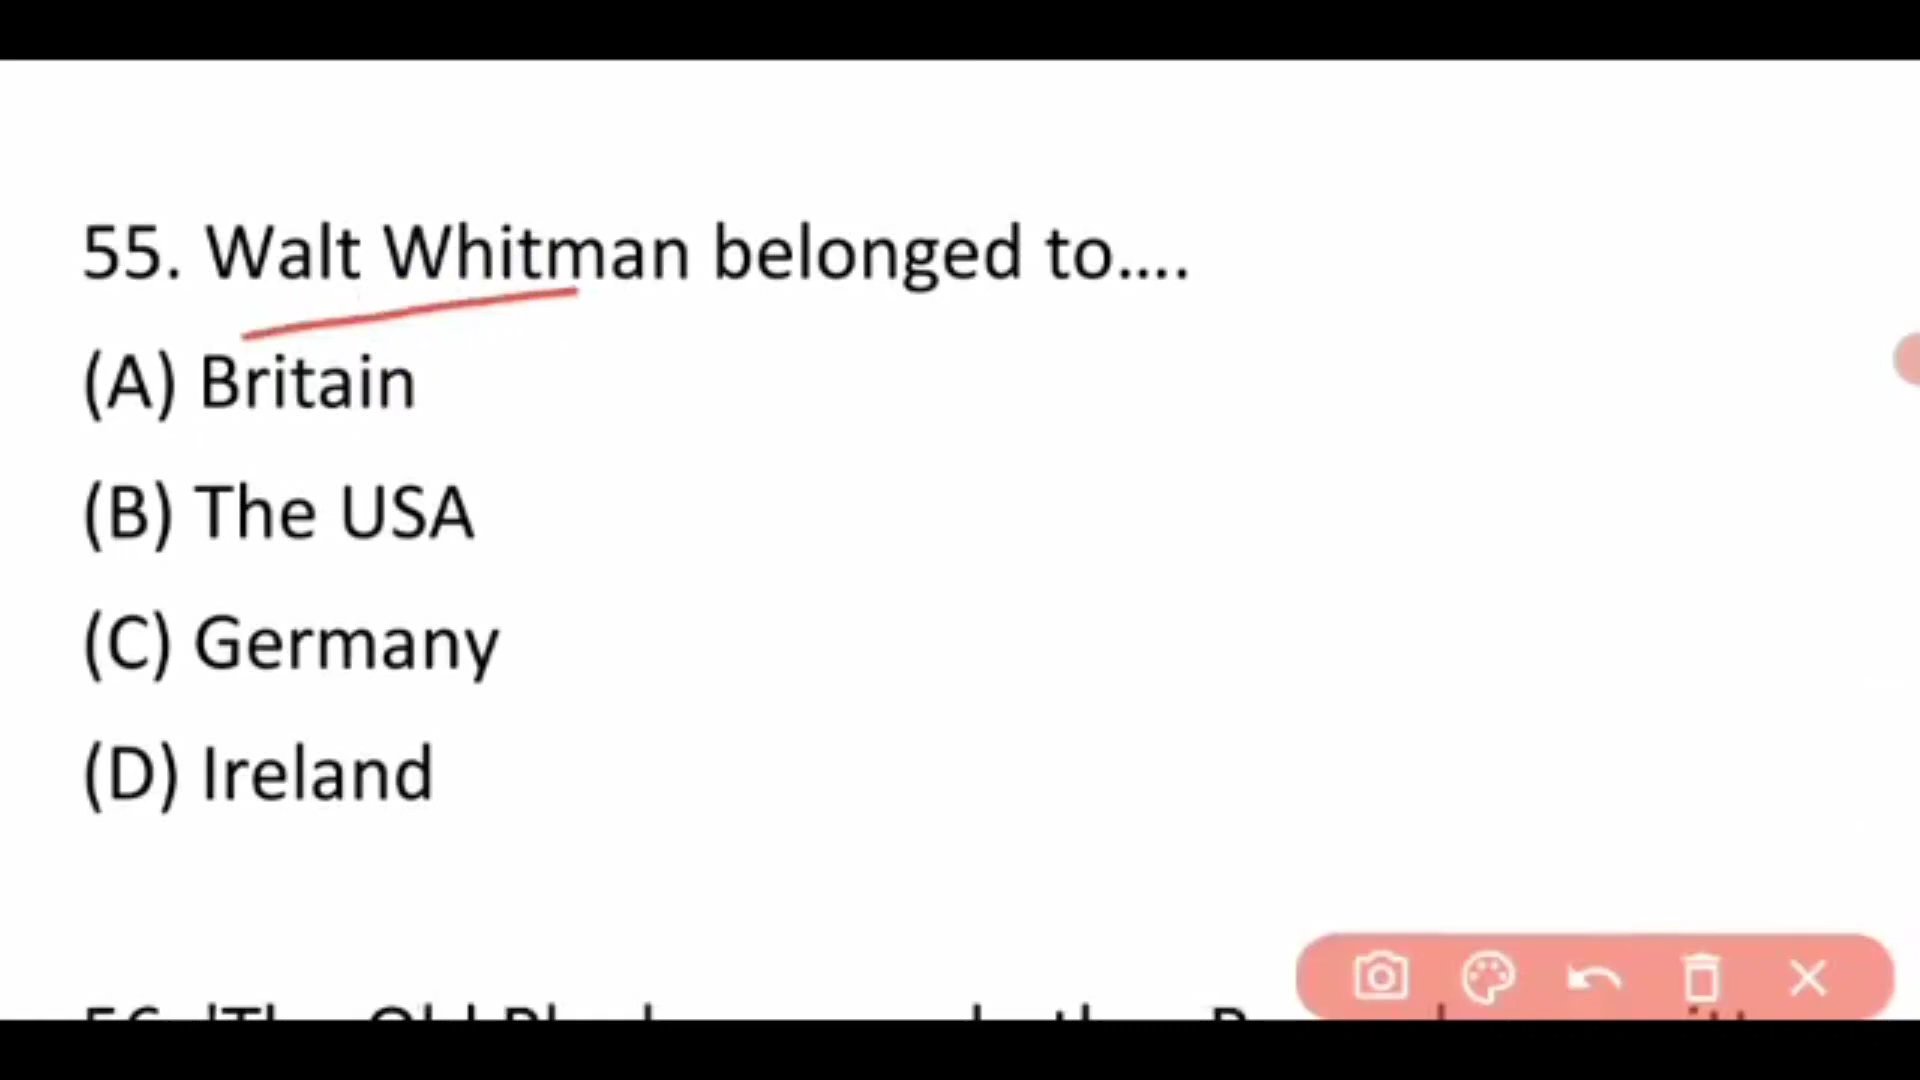 55. Walt Whitman belonged to....
(A) Britain
(B) The USA
(C) Germany
(D) Ireland